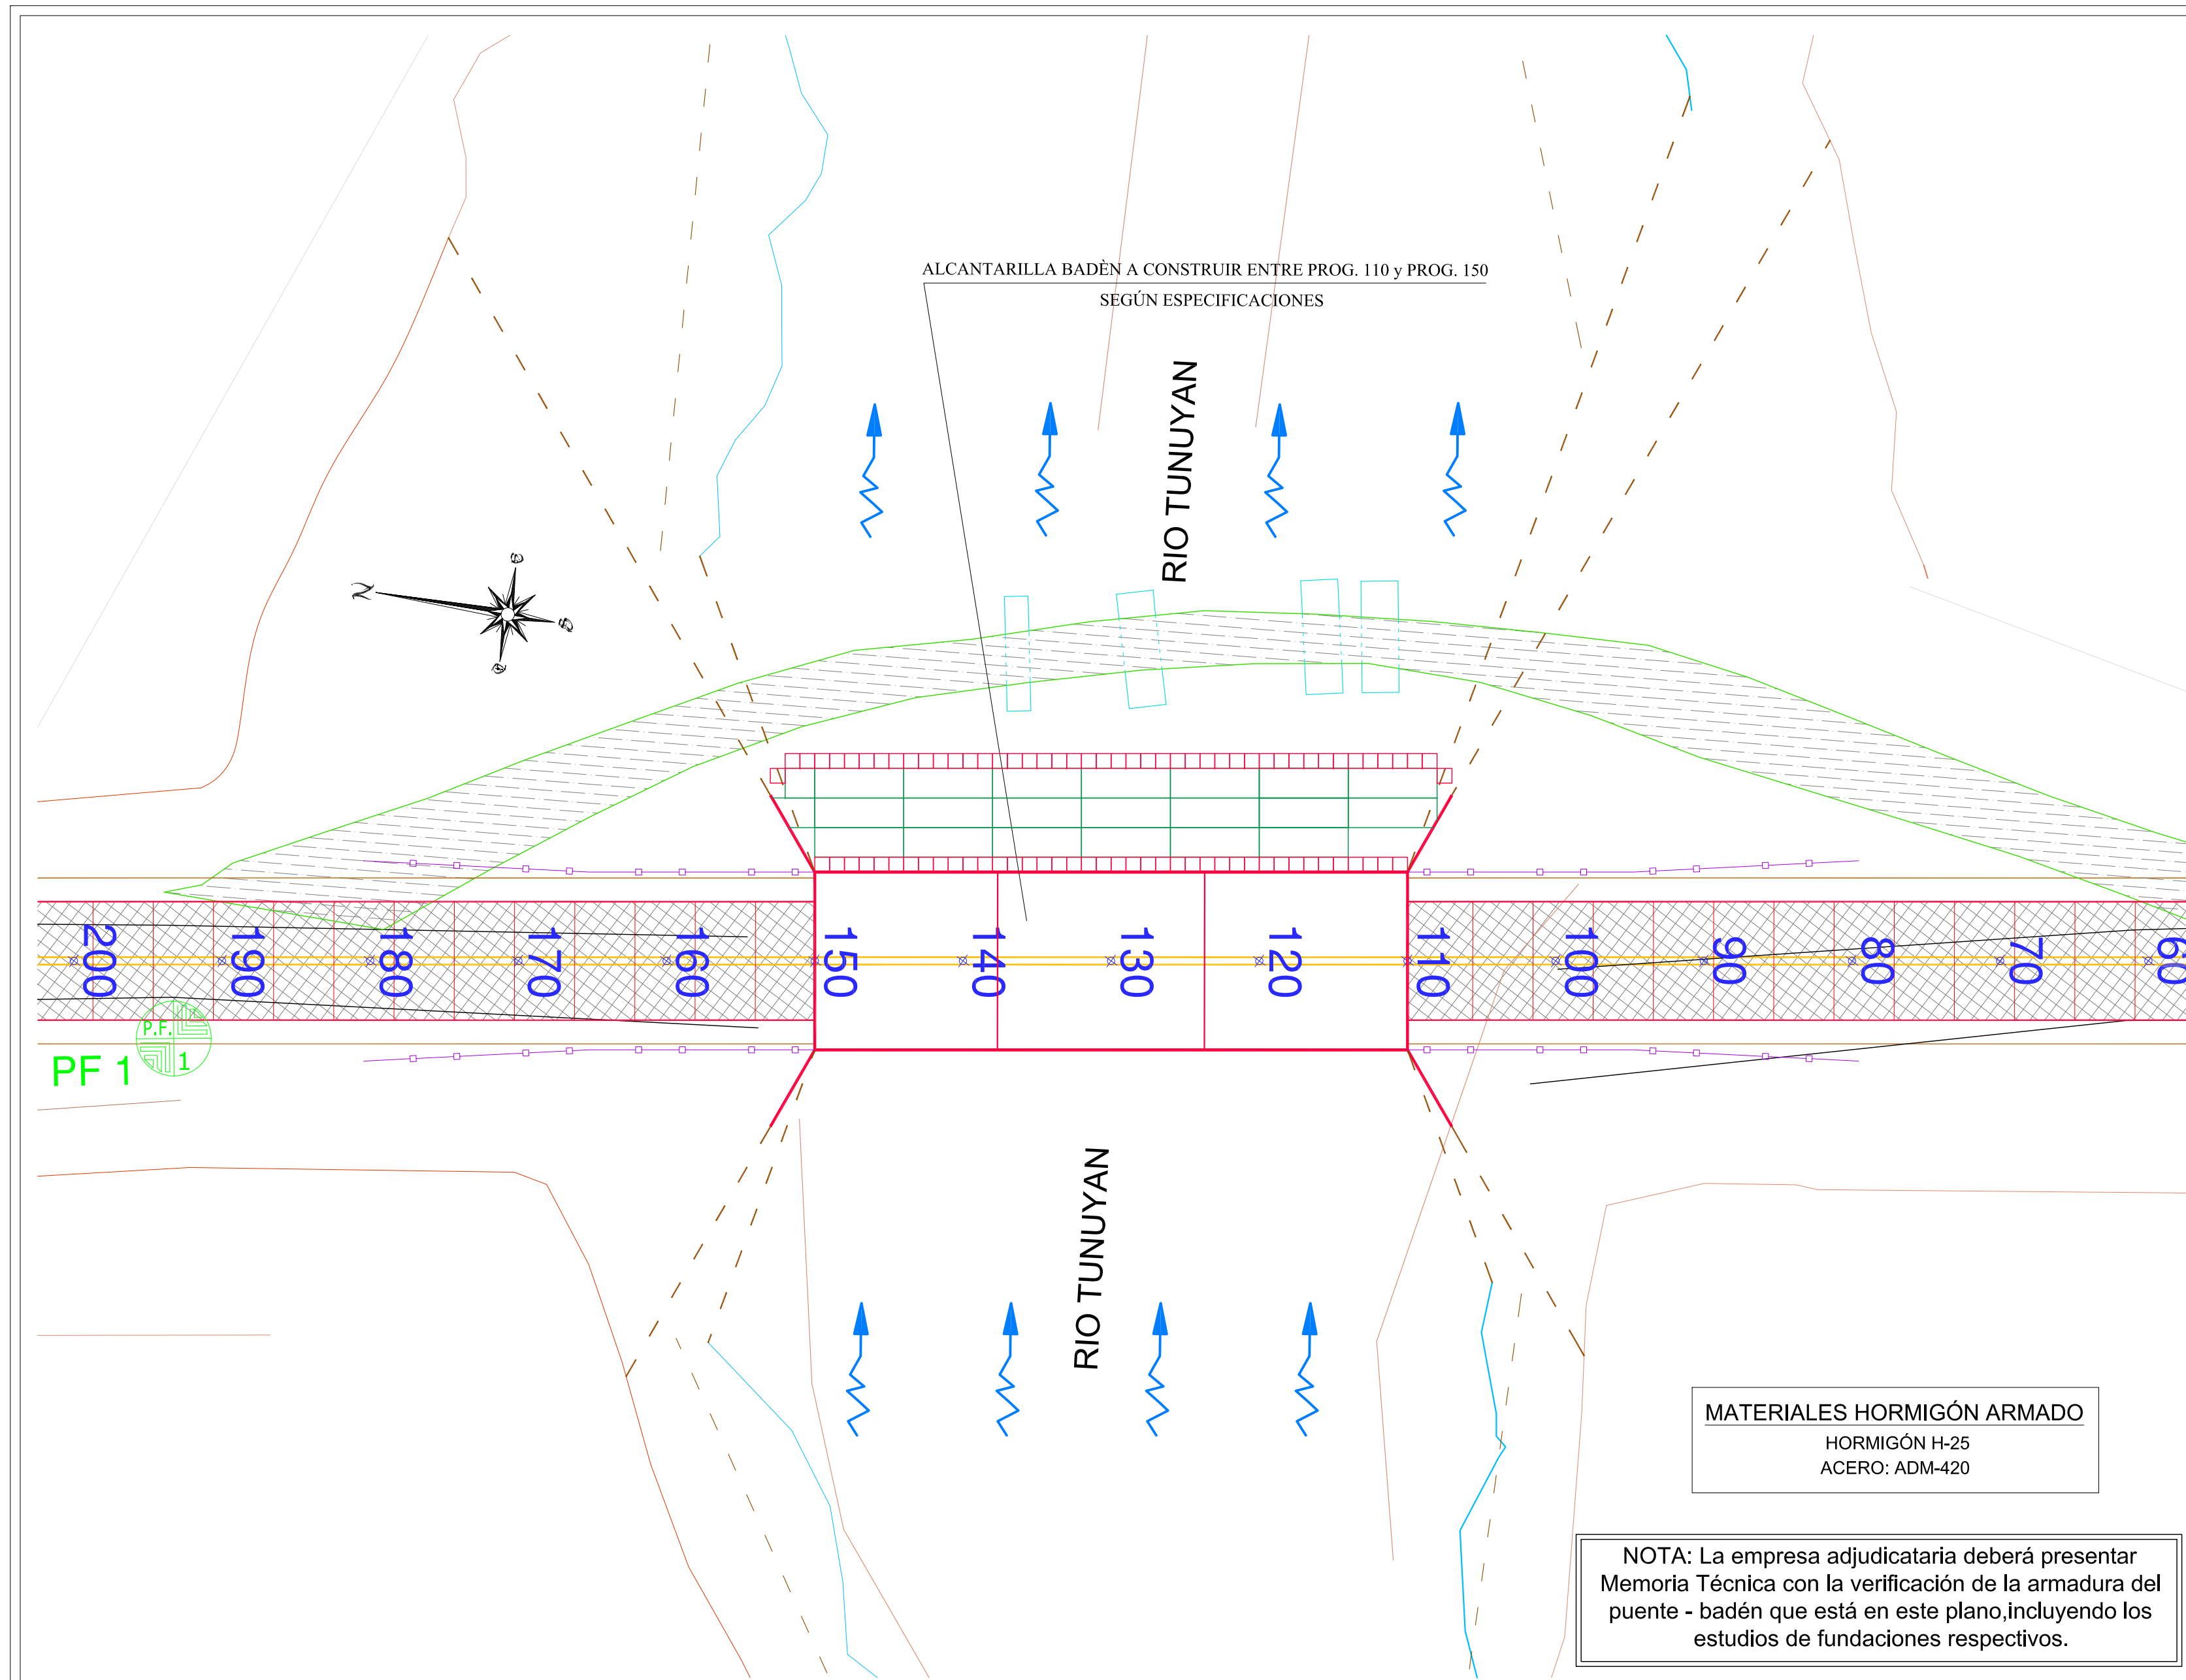 ALCANTARILLA BADÈN A CONSTRUIR ENTRE PROG. 110 y PROG. 150
SEGÚN ESPECIFICACIONES
RIO TUNUYAN
N
200
190
180
170
160
150
140
130
120
110
100
90
80
70
60
P.F.
1
PF 1
RIO TUNUYAN
MATERIALES HORMIGÓN ARMADO
HORMIGÓN H-25
ACERO: ADM-420
NOTA: La empresa adjudicataria deberá presentar
Memoria Técnica con la verificación de la armadura del
puente - badén que está en este plano,incluyendo los
estudios de fundaciones respectivos.